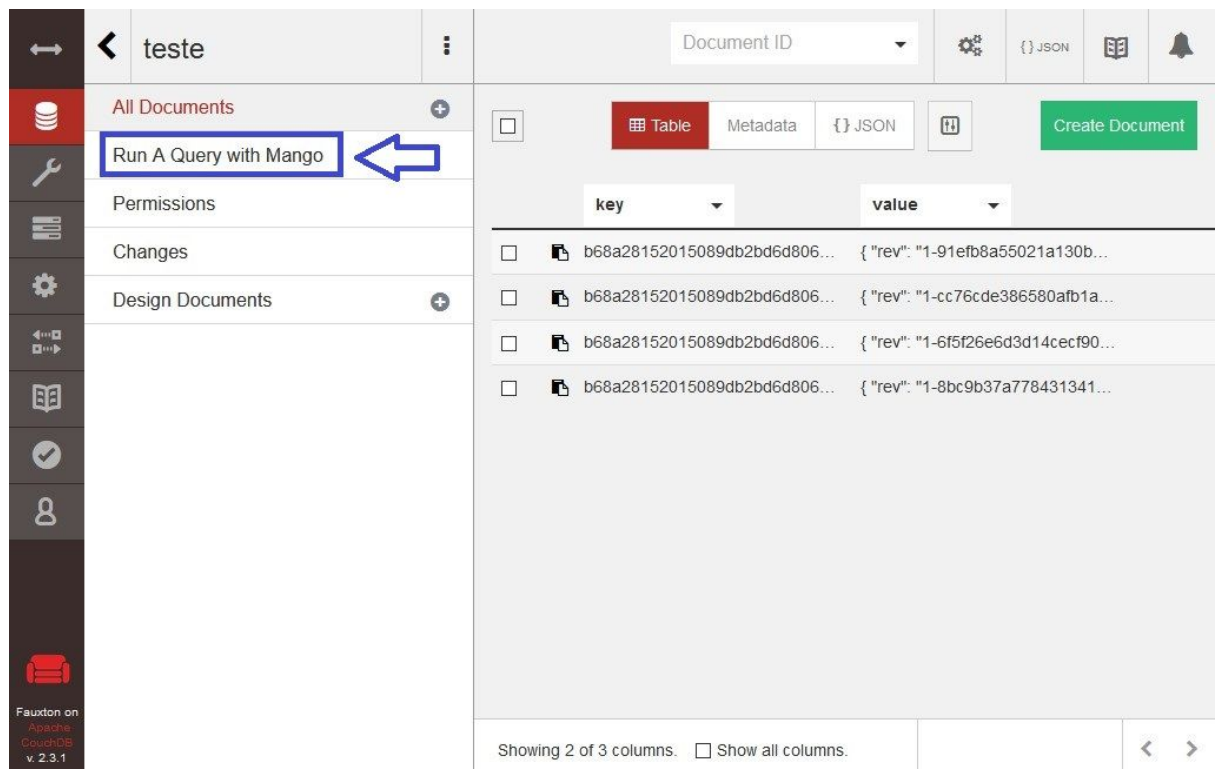 teste
Document ID
{ } JSON
All Documents
Run A Query with Mango
Permissions
Changes
Design Documents
Table Metadata { } JSON
Create Document
key value
b68a28152015089db2bd6d806... { "rev": "1-91efb8a55021a130b...
b68a28152015089db2bd6d806... { "rev": "1-cc76cde386580afb1a...
b68a28152015089db2bd6d806... { "rev": "1-6f5f26e6d3d14cecf90...
b68a28152015089db2bd6d806... { "rev": "1-8bc9b37a778431341...
Fauxton on
Apache
CouchDB
v. 2.3.1
Showing 2 of 3 columns. Show all columns.